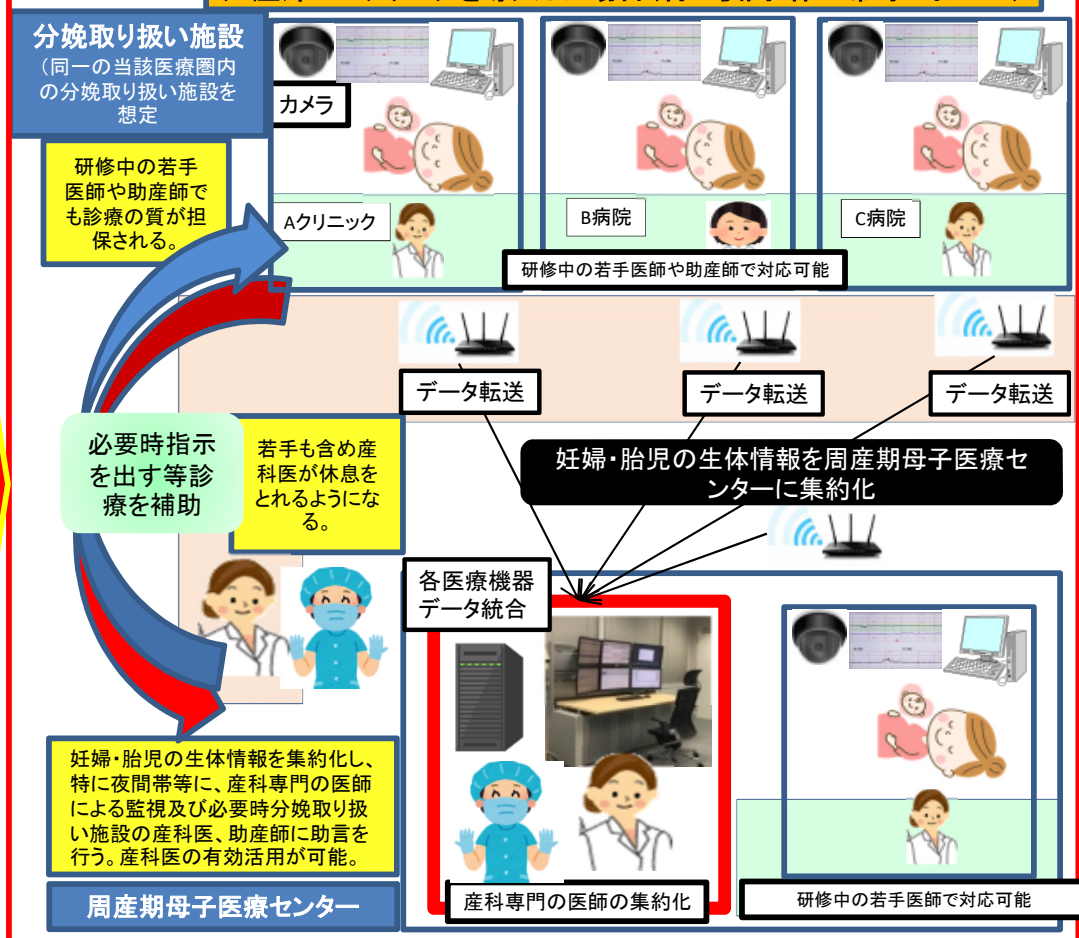 分娩取り扱い施設
（同一の当該医療圏内
の分娩取り扱い施設を
想定
カメラ
研修中の若手
医師や助産師で
も診療の質が担
保される。
Aクリニック
B病院
C病院
研修中の若手医師や助産師で対応可能
データ転送
データ転送
データ転送
必要時指示
を出す等診
療を補助
若手も含め産
科医が休息を
とれるようにな
る。
妊婦・胎児の生体情報を周産期母子医療セ
ンターに集約化
各医療機器
データ統合
妊婦・胎児の生体情報を集約化し、
特に夜間帯等に、産科専門の医師
による監視及び必要時分娩取り扱
い施設の産科医、助産師に助言を
行う。産科医の有効活用が可能。
周産期母子医療センター
産科専門の医師の集約化
研修中の若手医師で対応可能